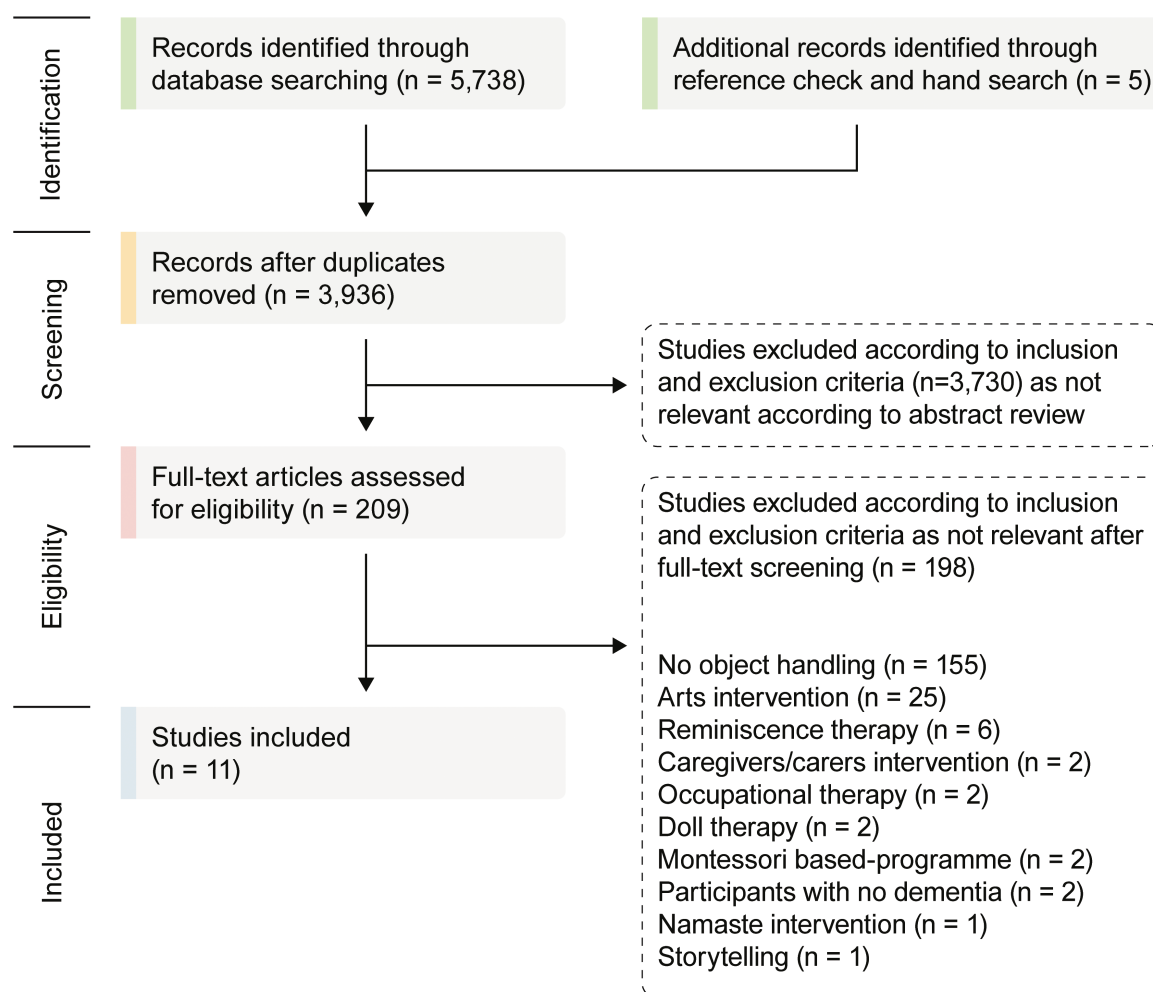 Identification
Records identified through
database searching (n = 5,738)
Additional records identified through
reference check and hand search (n = 5)
Screening
Records after duplicates
removed (n = 3,936)
Studies excluded according to inclusion
and exclusion criteria (n=3,730) as not
relevant according to abstract review
Eligibility
Full-text articles assessed
for eligibility (n = 209)
Studies excluded according to inclusion
and exclusion criteria as not relevant after
full-text screening (n = 198)
No object handling (n = 155)
Arts intervention (n = 25)
Reminiscence therapy (n = 6)
Caregivers/carers intervention (n = 2)
Occupational therapy (n = 2)
Doll therapy (n = 2)
Montessori based-programme (n = 2)
Participants with no dementia (n = 2)
Namaste intervention (n = 1)
Storytelling (n = 1)
Included
Studies included
(n = 11)